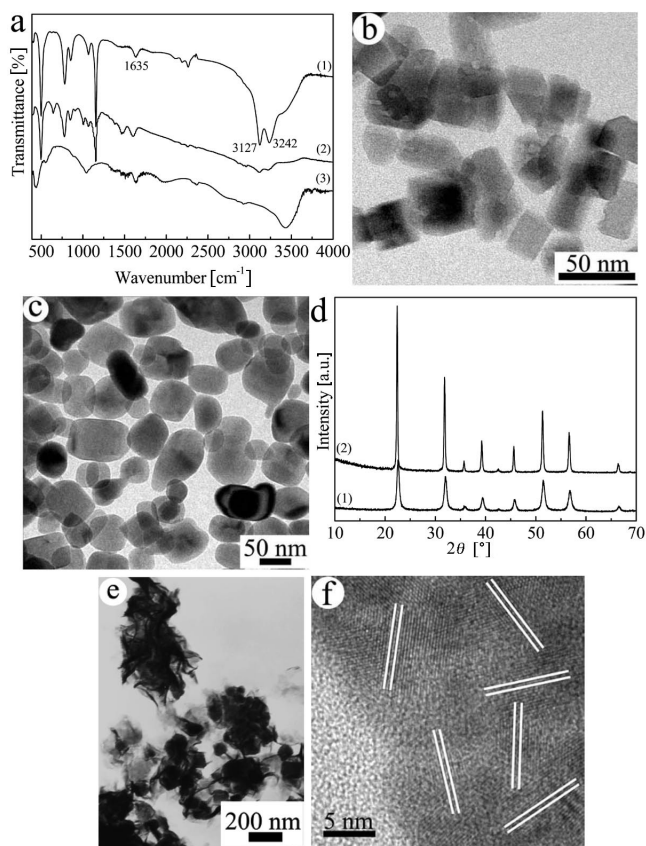 a
Transmittance [%]
1635
(1)
3127
3242
(2)
(3)
500 1000 1500 2000 2500 3000 3500 4000
Wavenumber [cm⁻¹]
b
50 nm
c
50 nm
d
Intensity [a.u.]
(2)
(1)
10 20 30 40 50 60 70
2θ [°]
e
200 nm
f
5 nm